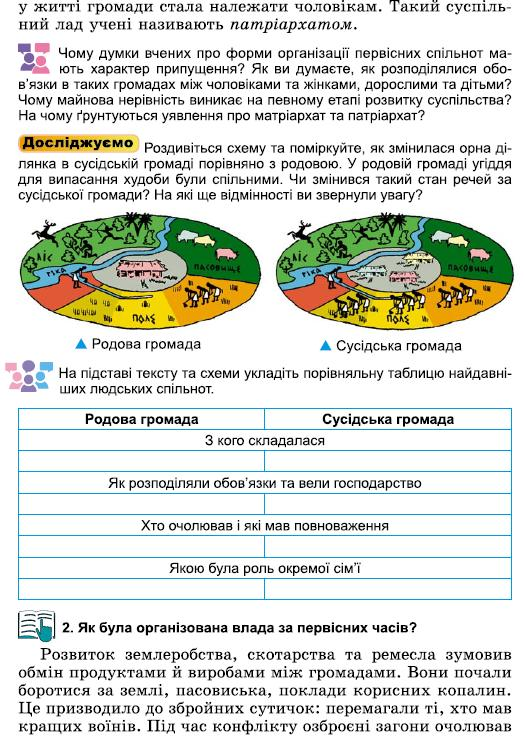 у житті громади стала належати чоловікам. Такий суспіль-
ний лад учені називають патріархатом.
Чому думки вчених про форми організації первісних спільнот ма-
ють характер припущення? Як ви думаєте, як розподілялися обо-
в’язки в таких громадах між чоловіками та жінками, дорослими та дітьми?
Чому майнова нерівність виникає на певному етапі розвитку суспільства?
На чому ґрунтуються уявлення про матріархат та патріархат?
Досліджуємо
Роздивіться схему та поміркуйте, як змінилася орна ді-
лянка в сусідській громаді порівняно з родовою. У родовій громаді угіддя
для випасання худоби були спільними. Чи змінився такий стан речей за
сусідської громади? На які ще відмінності ви звернули увагу?
ЛІС
РІКА
ПАСОВИЩЕ
ПОЛЕ
ЛІС
РІКА
ПАСОВИЩЕ
ПОЛЕ
▲ Родова громада
▲ Сусідська громада
На підставі тексту та схеми укладіть порівняльну таблицю найдавні-
ших людських спільнот.
Родова громада Сусідська громада
З кого складалася
Як розподіляли обов’язки та вели господарство
Хто очолював і які мав повноваження
Якою була роль окремої сім’ї
2. Як була організована влада за первісних часів?
Розвиток землеробства, скотарства та ремесла зумовив
обмін продуктами й виробами між громадами. Вони почали
боротися за землі, пасовиська, поклади корисних копалин.
Це призводило до збройних сутичок: перемагали ті, хто мав
кращих воїнів. Під час конфлікту озброєні загони очолював